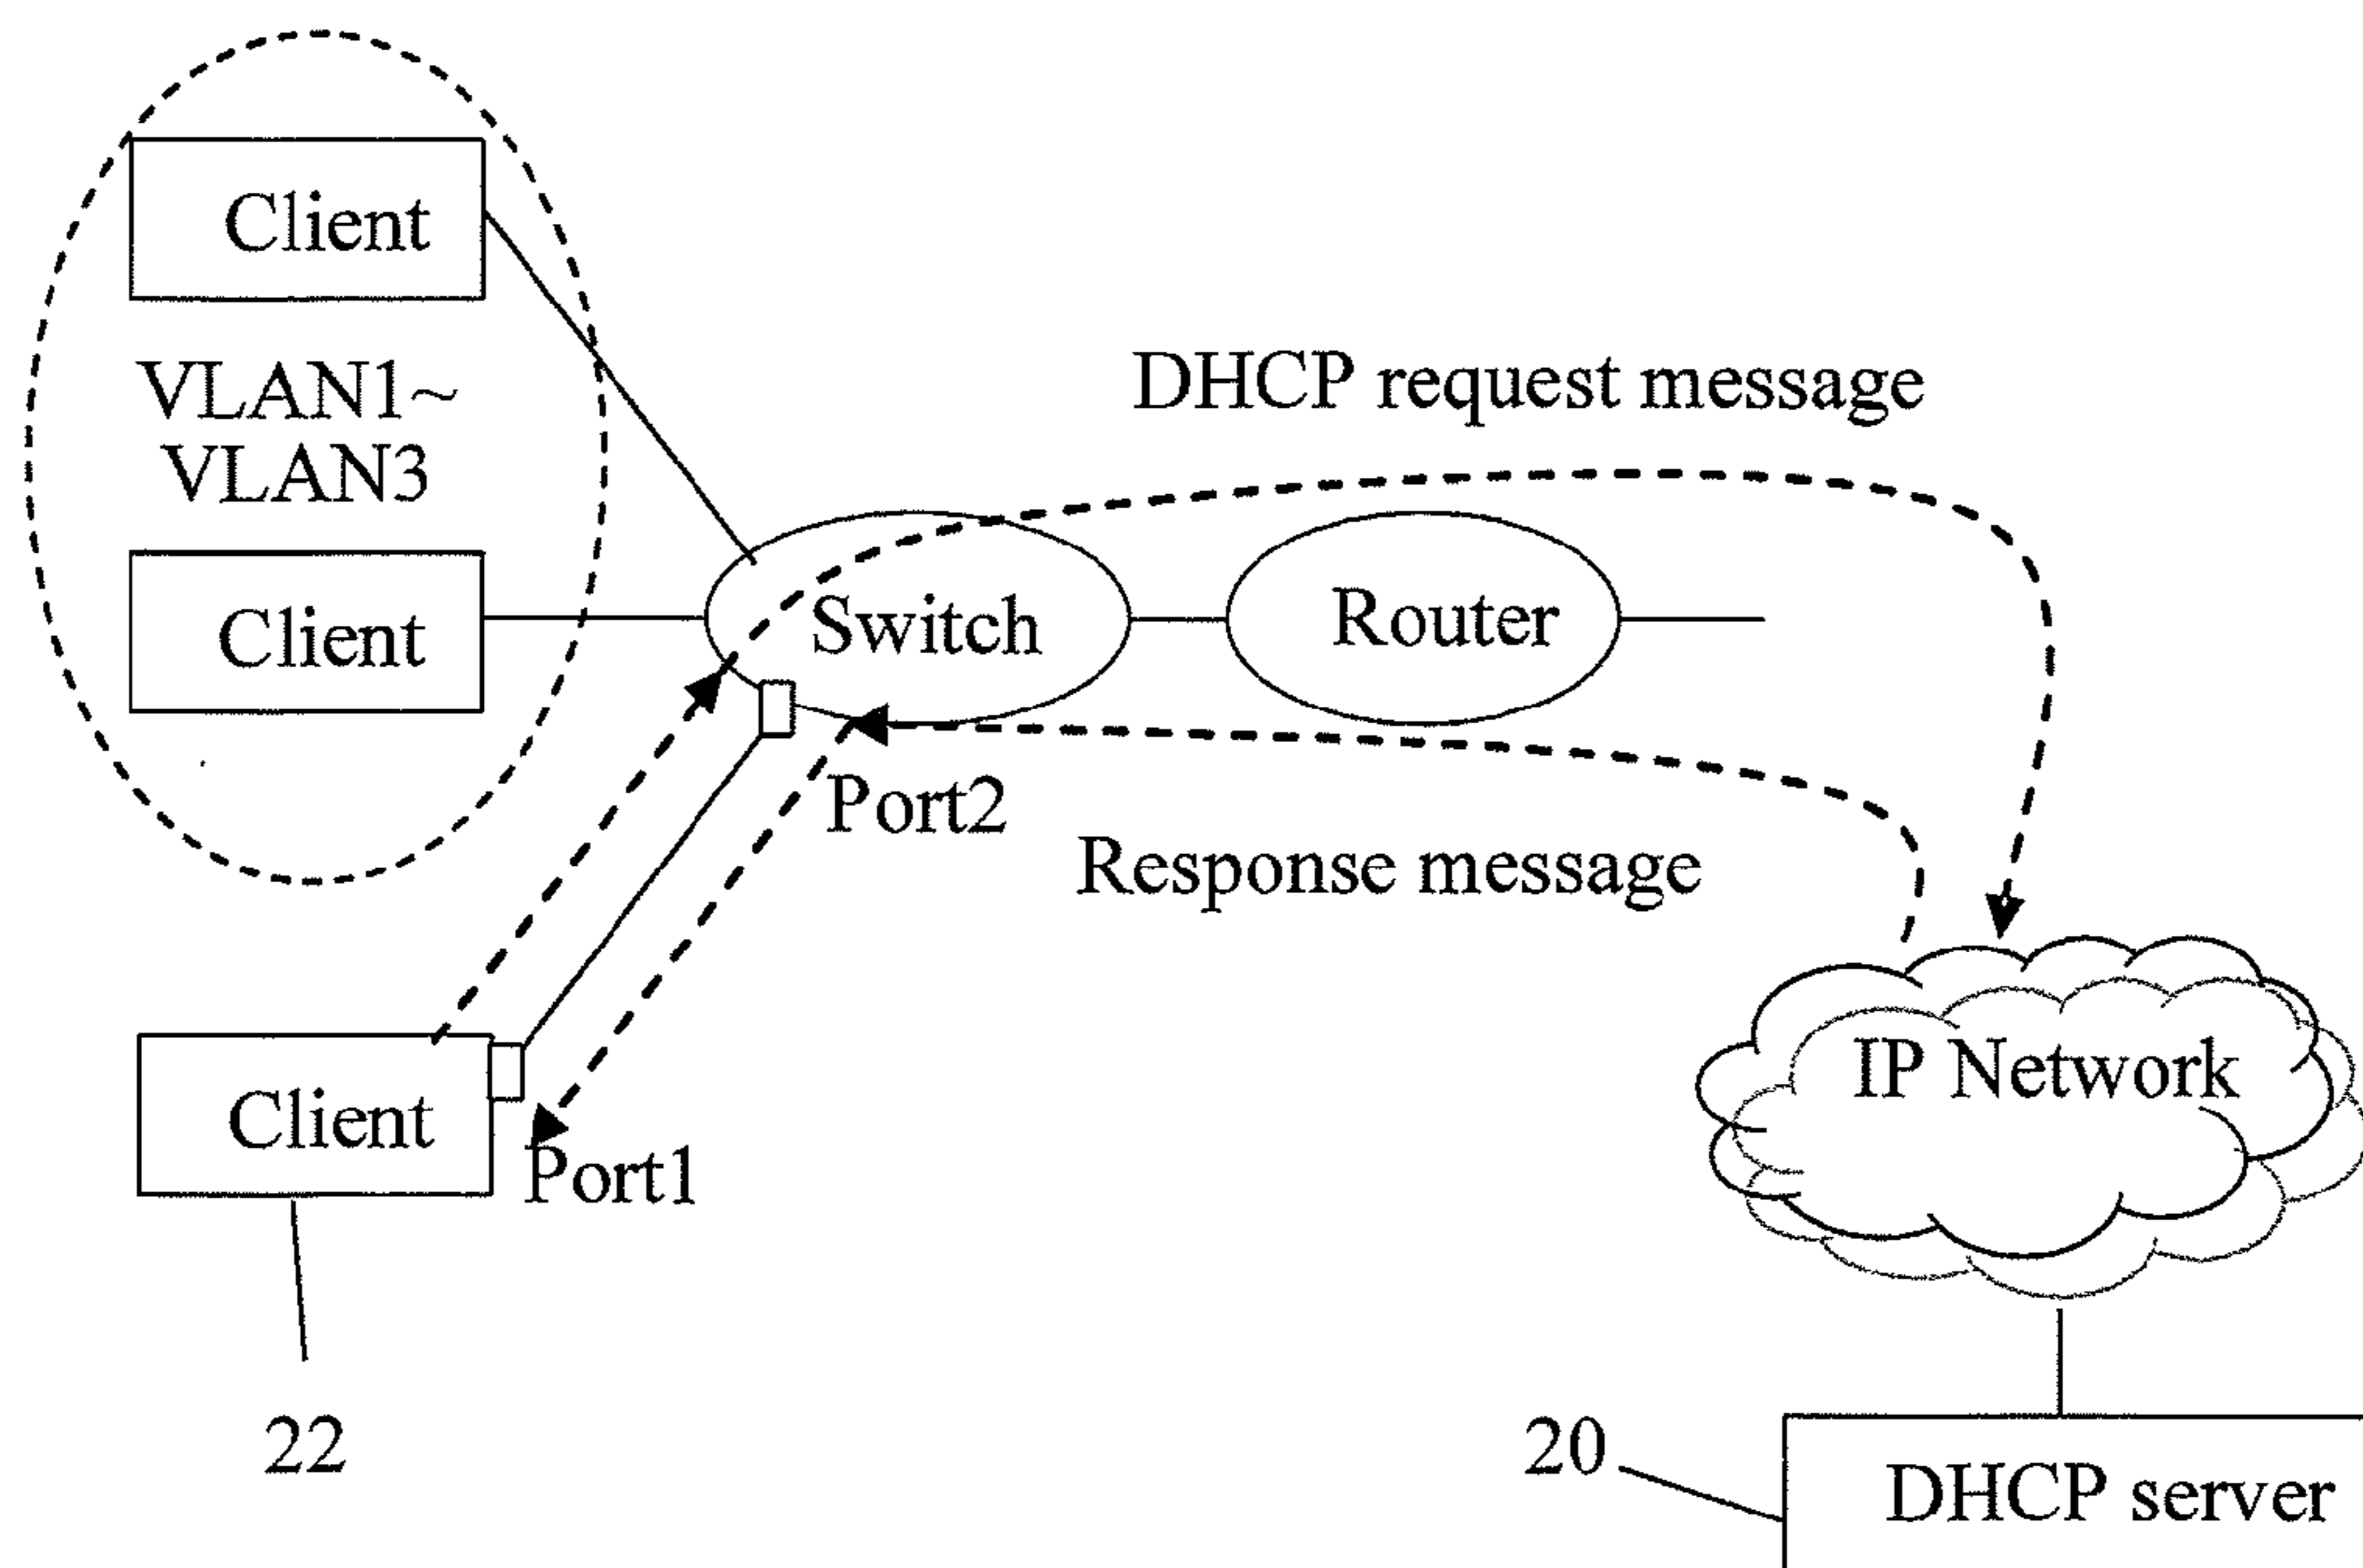 Client
VLAN1~
VLAN3
DHCP request message
Client
Switch
Router
Port2
Response message
IP Network
Client
Port1
22
20
DHCP server